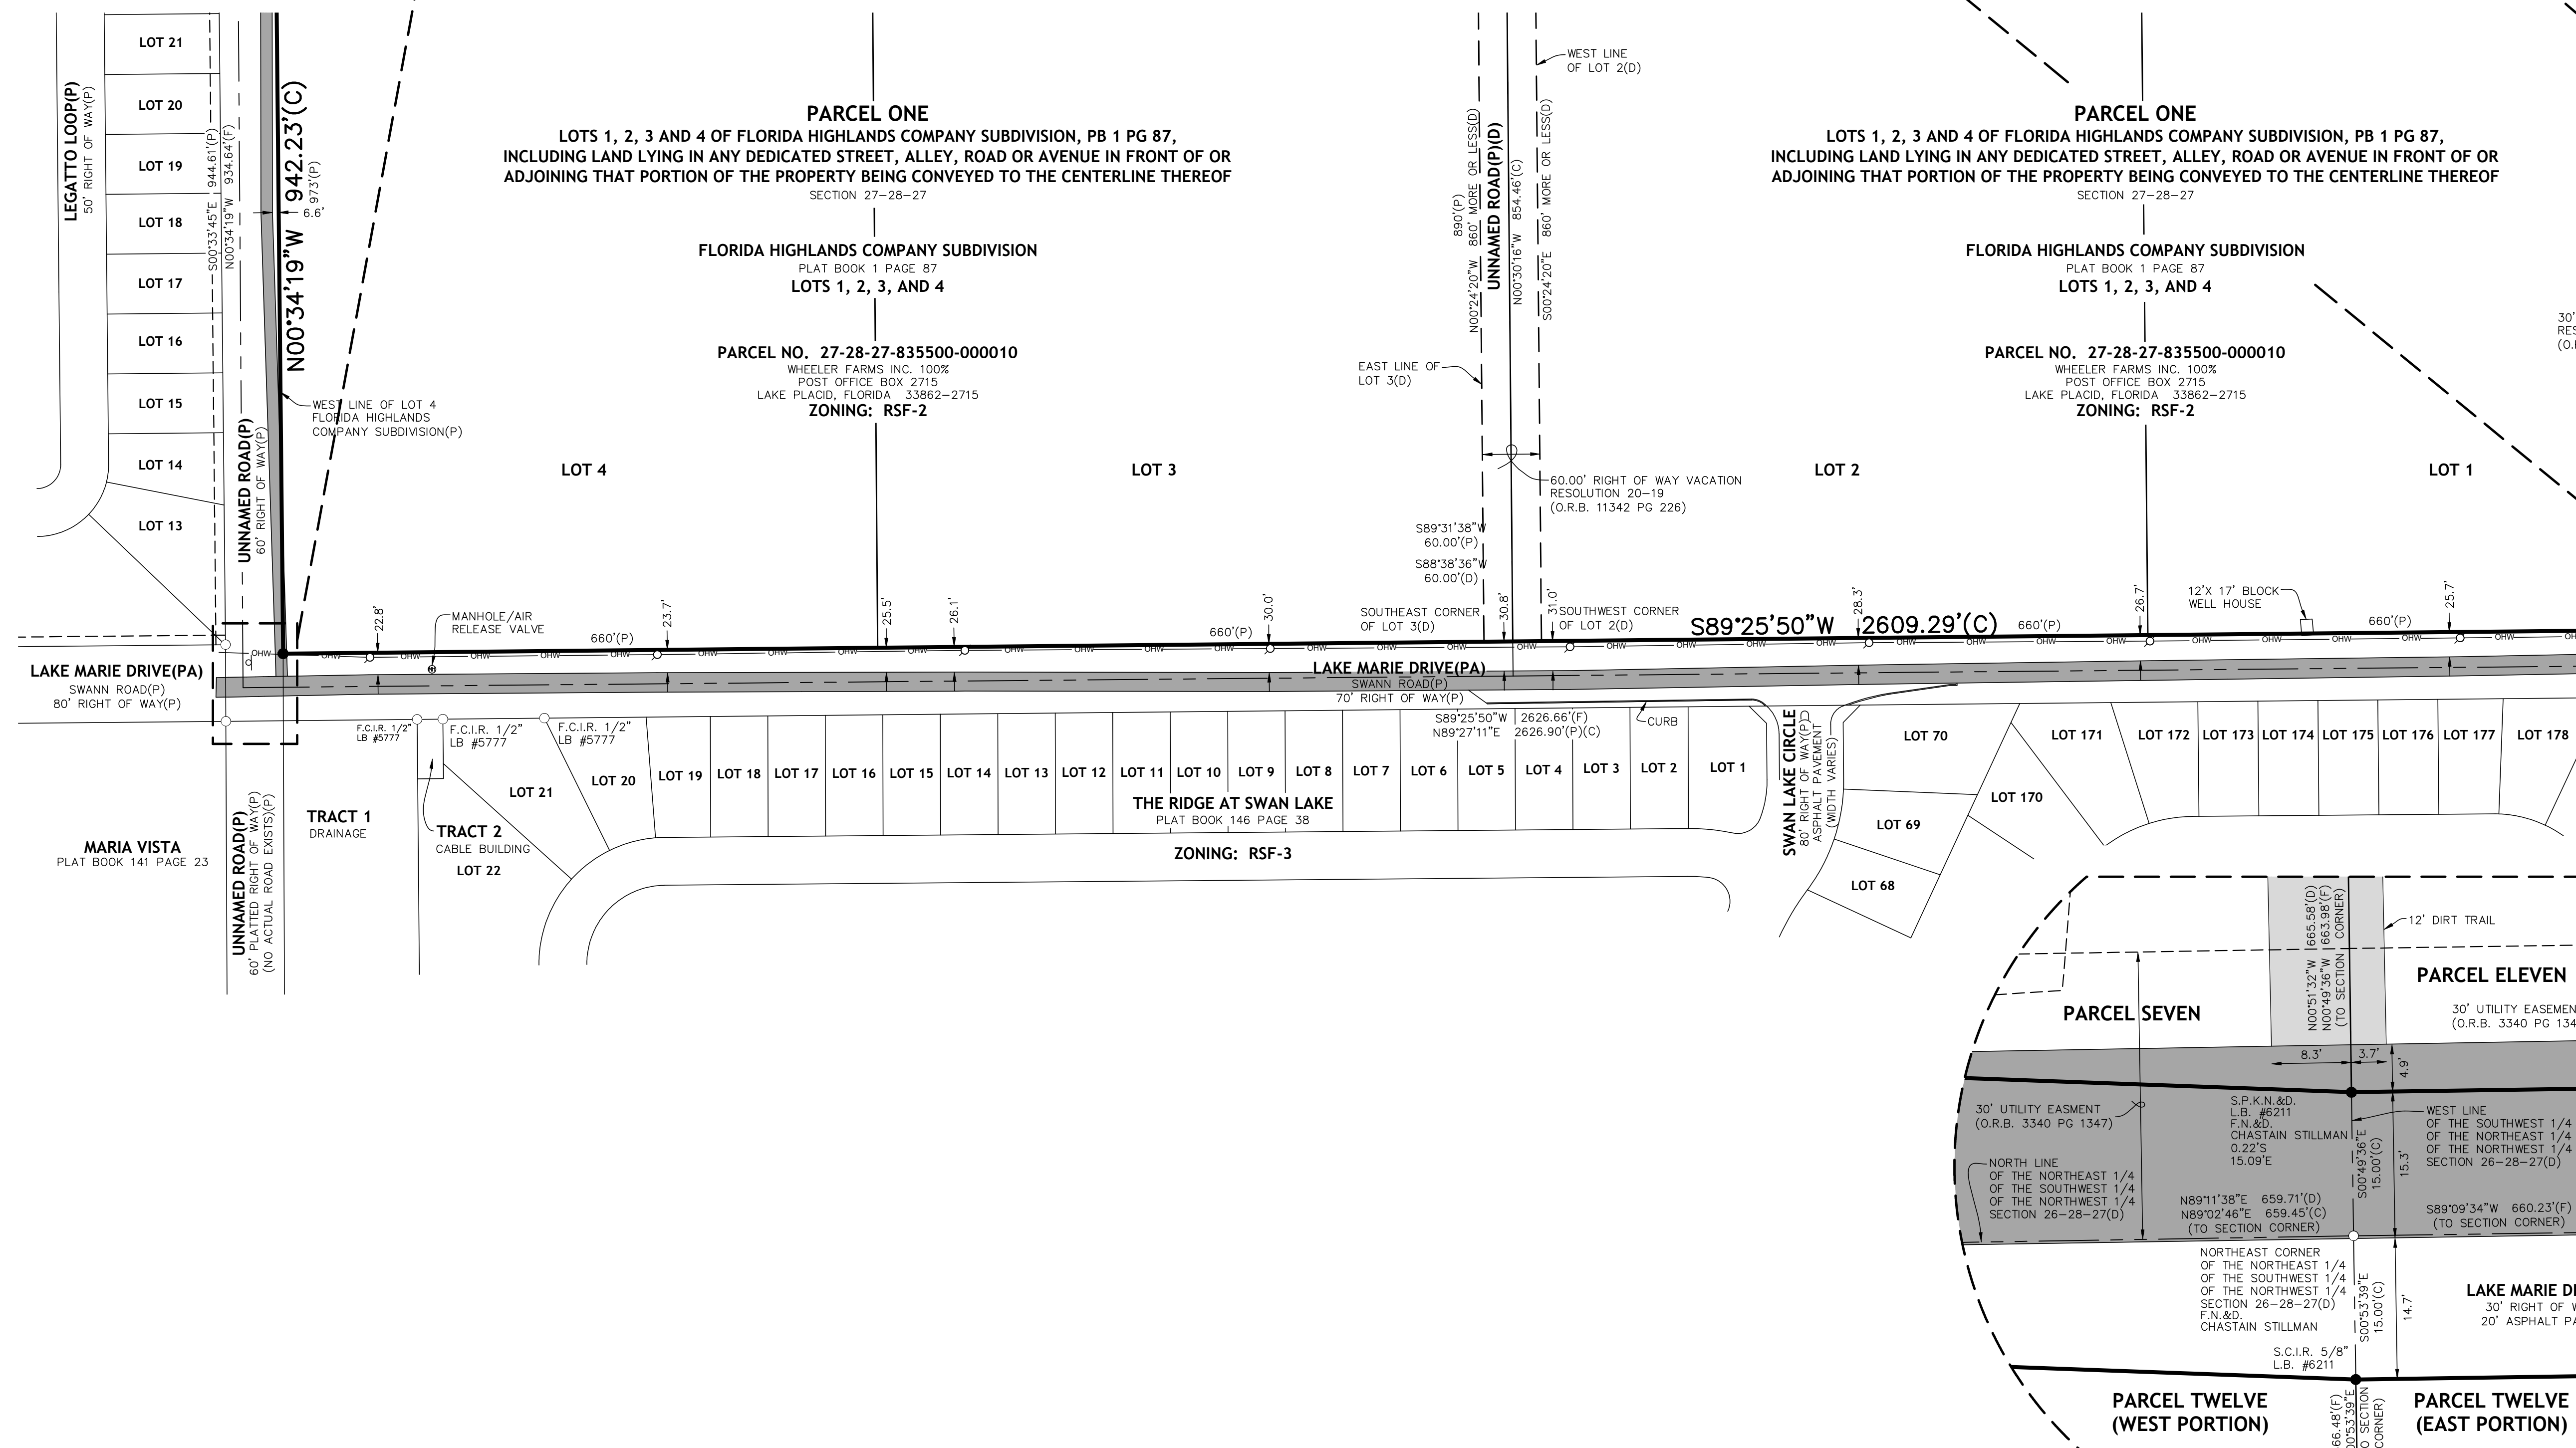 LOT 21
LOT 20
LOT 19
LOT 18
LOT 17
LOT 16
LOT 15
LOT 14
LOT 13
LEGATTO LOOP(P)
50' RIGHT OF WAY(P)
S00°33'45"E 944.61'(P)
N00°34'19"W 934.64'(F)
UNNAMED ROAD(P)
60' RIGHT OF WAY(P)
N00°34'19"W 942.23'(C)
973'(P)
6.6'
WEST LINE OF LOT 4
FLORIDA HIGHLANDS
COMPANY SUBDIVISION(P)
PARCEL ONE
LOTS 1, 2, 3 AND 4 OF FLORIDA HIGHLANDS COMPANY SUBDIVISION, PB 1 PG 87,
INCLUDING LAND LYING IN ANY DEDICATED STREET, ALLEY, ROAD OR AVENUE IN FRONT OF OR
ADJOINING THAT PORTION OF THE PROPERTY BEING CONVEYED TO THE CENTERLINE THEREOF
SECTION 27-28-27
FLORIDA HIGHLANDS COMPANY SUBDIVISION
PLAT BOOK 1 PAGE 87
LOTS 1, 2, 3, AND 4
PARCEL NO. 27-28-27-835500-000010
WHEELER FARMS INC. 100%
POST OFFICE BOX 2715
LAKE PLACID, FLORIDA 33862-2715
ZONING: RSF-2
LOT 4
LOT 3
EAST LINE OF
LOT 3(D)
890'(P)
N00°24'20"W 860' MORE OR LESS(D)
UNNAMED ROAD(P)(D)
N00°30'16"W 854.46'(C)
S00°24'20"E 860' MORE OR LESS(D)
WEST LINE
OF LOT 2(D)
60.00' RIGHT OF WAY VACATION
RESOLUTION 20-19
(O.R.B. 11342 PG 226)
S89°31'38"W
60.00'(P)
S88°38'36"W
60.00'(D)
SOUTHEAST CORNER
OF LOT 3(D)
SOUTHWEST CORNER
OF LOT 2(D)
PARCEL ONE
LOTS 1, 2, 3 AND 4 OF FLORIDA HIGHLANDS COMPANY SUBDIVISION, PB 1 PG 87,
INCLUDING LAND LYING IN ANY DEDICATED STREET, ALLEY, ROAD OR AVENUE IN FRONT OF OR
ADJOINING THAT PORTION OF THE PROPERTY BEING CONVEYED TO THE CENTERLINE THEREOF
SECTION 27-28-27
FLORIDA HIGHLANDS COMPANY SUBDIVISION
PLAT BOOK 1 PAGE 87
LOTS 1, 2, 3, AND 4
PARCEL NO. 27-28-27-835500-000010
WHEELER FARMS INC. 100%
POST OFFICE BOX 2715
LAKE PLACID, FLORIDA 33862-2715
ZONING: RSF-2
LOT 2
LOT 1
30'
(O.
12'X 17' BLOCK
WELL HOUSE
MANHOLE/AIR
RELEASE VALVE
22.8'
23.7'
25.5'
26.1'
30.0'
30.8'
31.0'
28.3'
26.7'
25.7'
660'(P)
660'(P)
S89°25'50"W 2609.29'(C)
660'(P)
660'(P)
OHW
LAKE MARIE DRIVE(PA)
SWANN ROAD(P)
80' RIGHT OF WAY(P)
LAKE MARIE DRIVE(PA)
SWANN ROAD(P)
70' RIGHT OF WAY(P)
S89°25'50"W 2626.66'(F)
N89°27'11"E 2626.90'(P)(C)
CURB
F.C.I.R. 1/2"
LB #5777
F.C.I.R. 1/2"
LB #5777
F.C.I.R. 1/2"
LB #5777
LOT 21
LOT 20
LOT 19
LOT 18
LOT 17
LOT 16
LOT 15
LOT 14
LOT 13
LOT 12
LOT 11
LOT 10
LOT 9
LOT 8
LOT 7
LOT 6
LOT 5
LOT 4
LOT 3
LOT 2
LOT 1
THE RIDGE AT SWAN LAKE
PLAT BOOK 146 PAGE 38
ZONING: RSF-3
SWAN LAKE CIRCLE
80' RIGHT OF WAY(P)
ASPHALT PAVEMENT
(WIDTH VARIES)
LOT 70
LOT 69
LOT 68
LOT 170
LOT 171
LOT 172
LOT 173
LOT 174
LOT 175
LOT 176
LOT 177
LOT 178
TRACT 1
DRAINAGE
TRACT 2
CABLE BUILDING
LOT 22
MARIA VISTA
PLAT BOOK 141 PAGE 23
UNNAMED ROAD(P)
60' PLATTED RIGHT OF WAY(P)
(NO ACTUAL ROAD EXISTS)(P)
N00°51'32"W 665.58'(D)
N00°49'36"W 663.98'(F)
(TO SECTION CORNER)
12' DIRT TRAIL
PARCEL ELEVEN
PARCEL SEVEN
30' UTILITY EASEMEN
(O.R.B. 3340 PG 134
8.3'
3.7'
4.9'
30' UTILITY EASMENT
(O.R.B. 3340 PG 1347)
S.P.K.N.&D.
L.B. #6211
F.N.&D.
CHASTAIN STILLMAN
0.22'S
15.09'E
S00°49'36"E
15.00'(C)
15.3'
WEST LINE
OF THE SOUTHWEST 1/4
OF THE NORTHEAST 1/4
OF THE NORTHWEST 1/4
SECTION 26-28-27(D)
NORTH LINE
OF THE NORTHEAST 1/4
OF THE SOUTHWEST 1/4
OF THE NORTHWEST 1/4
SECTION 26-28-27(D)
N89°11'38"E 659.71'(D)
N89°02'46"E 659.45'(C)
(TO SECTION CORNER)
S89°09'34"W 660.23'(F)
(TO SECTION CORNER)
NORTHEAST CORNER
OF THE NORTHEAST 1/4
OF THE SOUTHWEST 1/4
OF THE NORTHWEST 1/4
SECTION 26-28-27(D)
F.N.&D.
CHASTAIN STILLMAN
S00°53'39"E
15.00'(C)
14.7'
LAKE MARIE D
30' RIGHT OF
20' ASPHALT PA
S.C.I.R. 5/8"
L.B. #6211
PARCEL TWELVE
(WEST PORTION)
PARCEL TWELVE
(EAST PORTION)
66.48'(F)
00°53'39"E
O SECTION
CORNER)